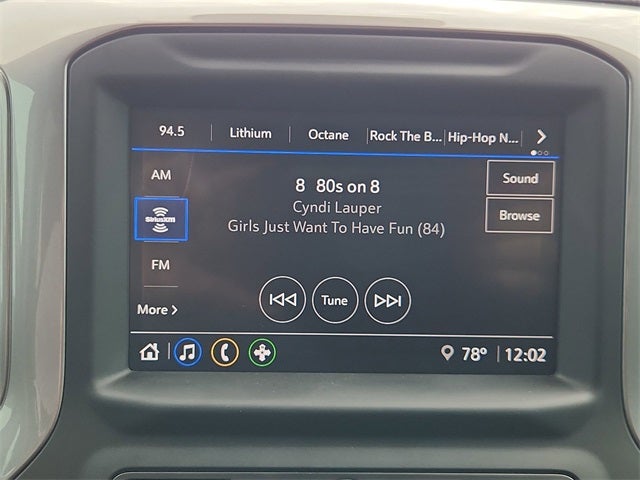 94.5 Lithium Octane Rock The B... Hip-Hop N...
AM
SiriusXM
FM
More
8 80s on 8
Cyndi Lauper
Girls Just Want To Have Fun (84)
Sound
Browse
Tune
78° 12:02